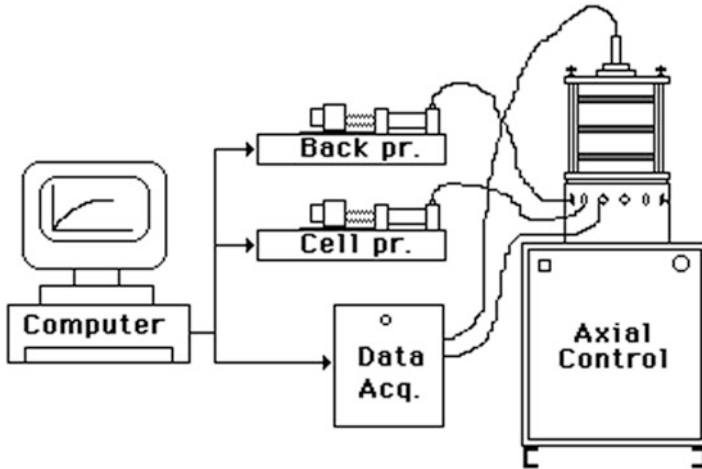 Back pr.
Cell pr.
Computer
Data
Acq.
Axial
Control